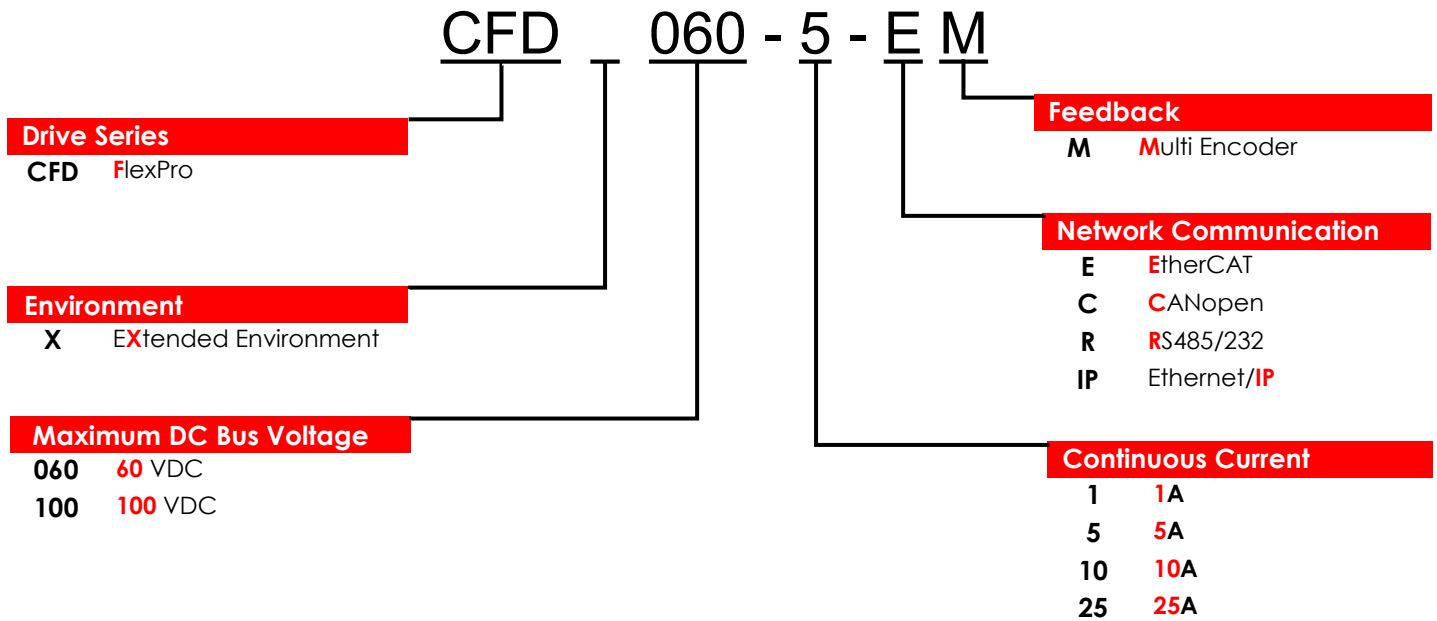 CFD 060 - 5 - E M
Drive Series
CFD FlexPro
Environment
X EXtended Environment
Maximum DC Bus Voltage
060 60 VDC
100 100 VDC
Feedback
M Multi Encoder
Network Communication
E EtherCAT
C CANopen
R RS485/232
IP Ethernet/IP
Continuous Current
1 1A
5 5A
10 10A
25 25A